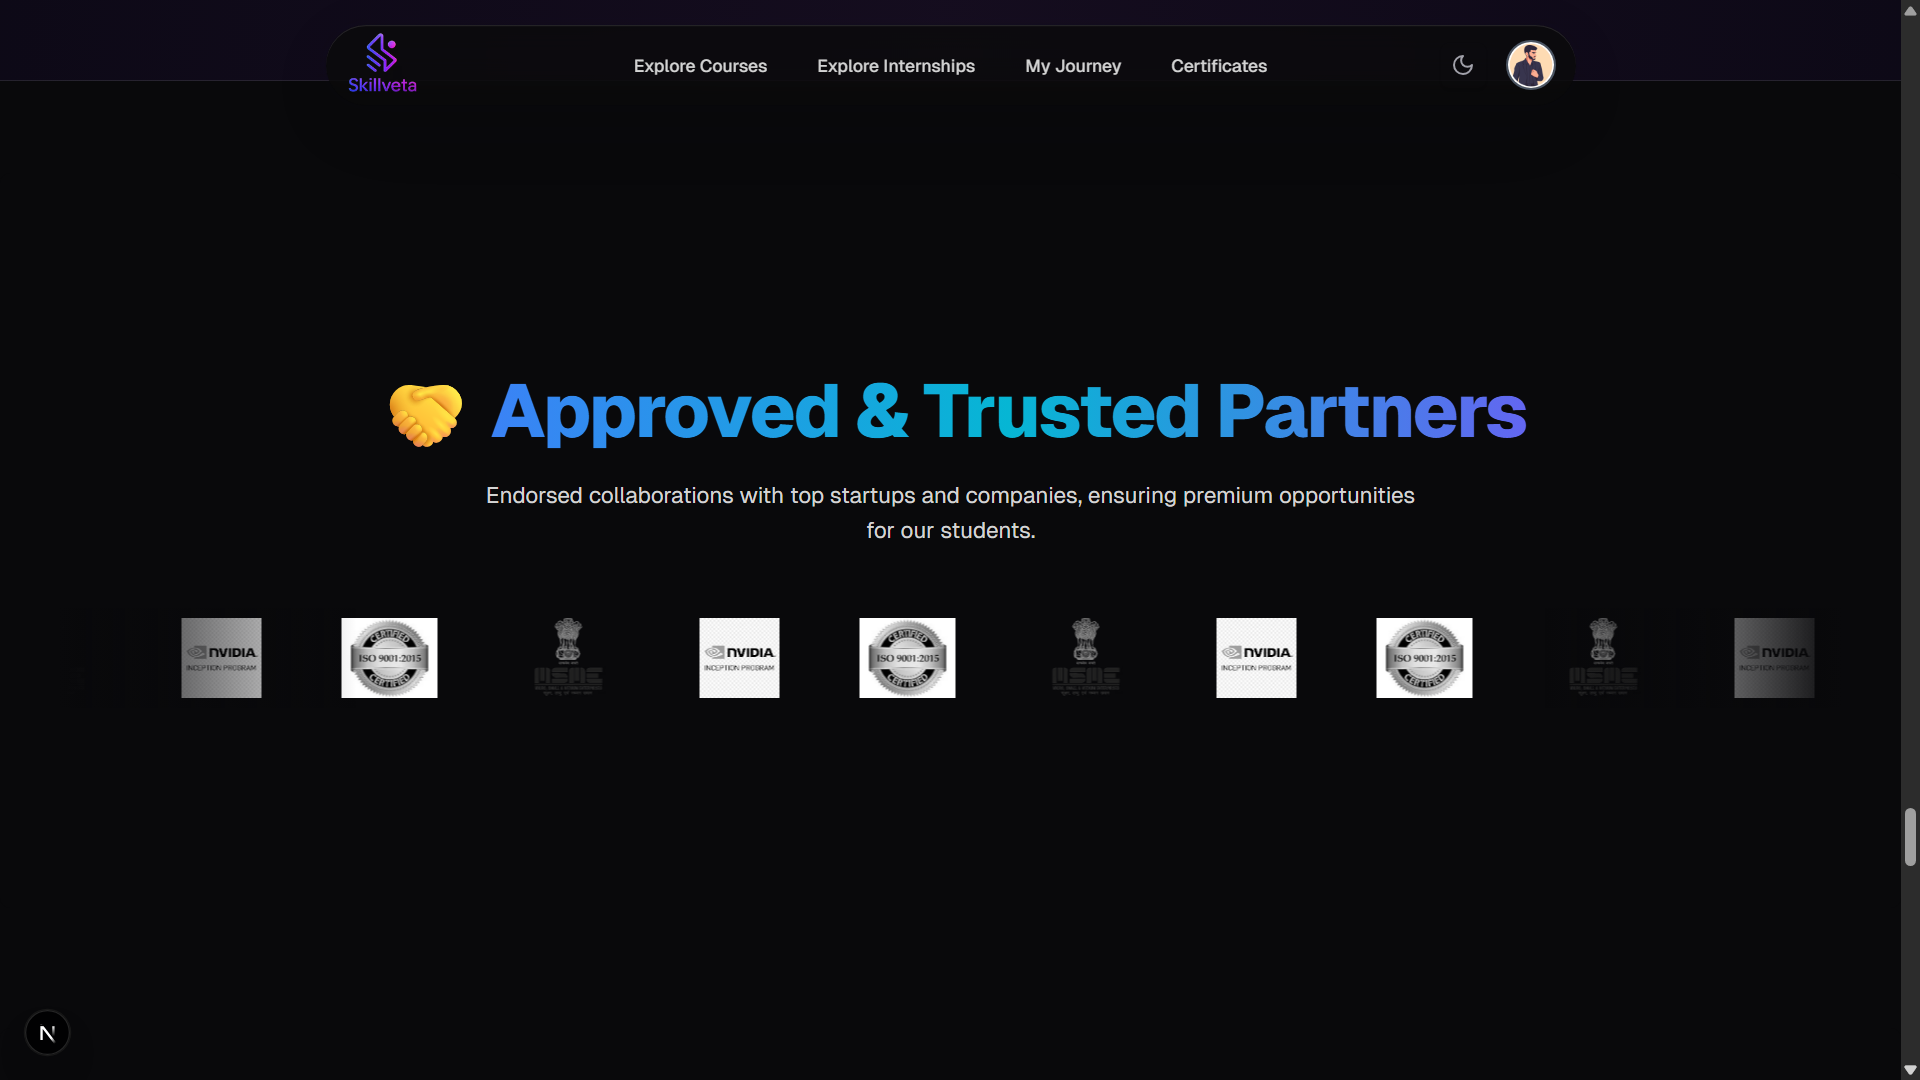 Skillveta
Explore Courses
Explore Internships
My Journey
Certificates
Approved & Trusted Partners
Endorsed collaborations with top startups and companies, ensuring premium opportunities
for our students.
NVIDIA.
INCEPTION PROGRAM
CERTIFIED
ISO 9001:2015
CERTIFIED
MSME
NVIDIA.
INCEPTION PROGRAM
CERTIFIED
ISO 9001:2015
CERTIFIED
MSME
NVIDIA.
INCEPTION PROGRAM
CERTIFIED
ISO 9001:2015
CERTIFIED
MSME
NVIDIA.
INCEPTION PROGRAM
N